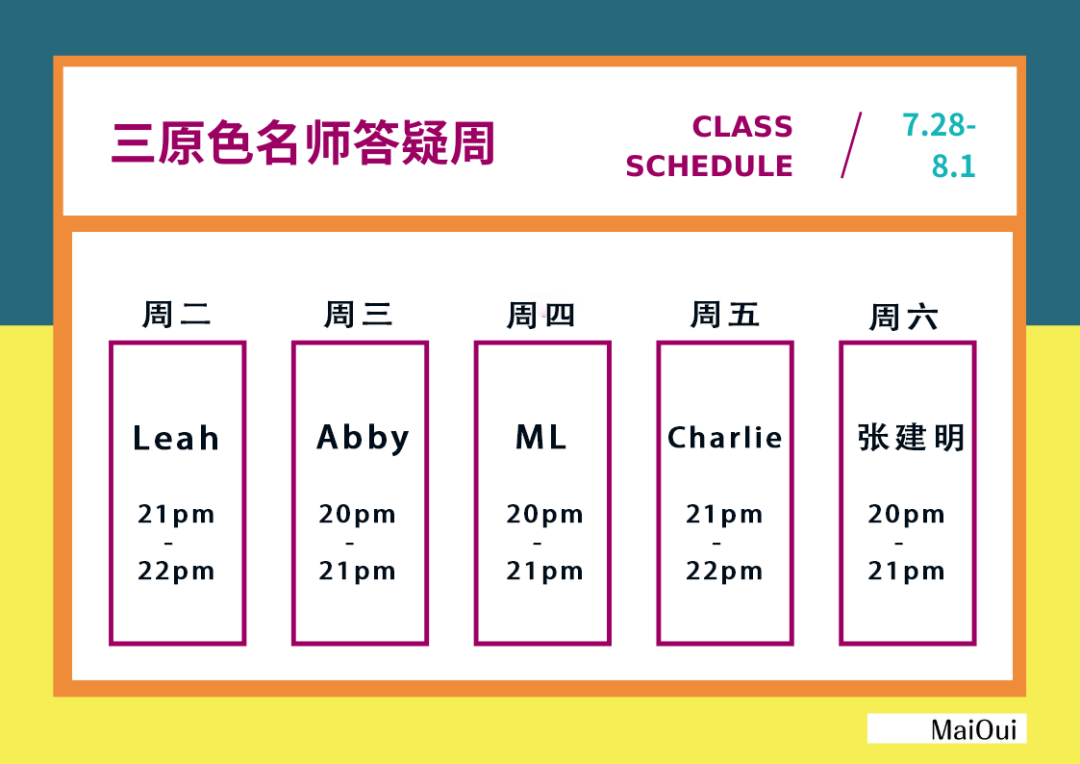 三原色名师答疑周
CLASS
SCHEDULE
7.28-
8.1
周二
Leah
21pm
-
22pm
周三
Abby
20pm
-
21pm
周四
ML
20pm
-
21pm
周五
Charlie
21pm
-
22pm
周六
张建明
20pm
-
21pm
MaiOui